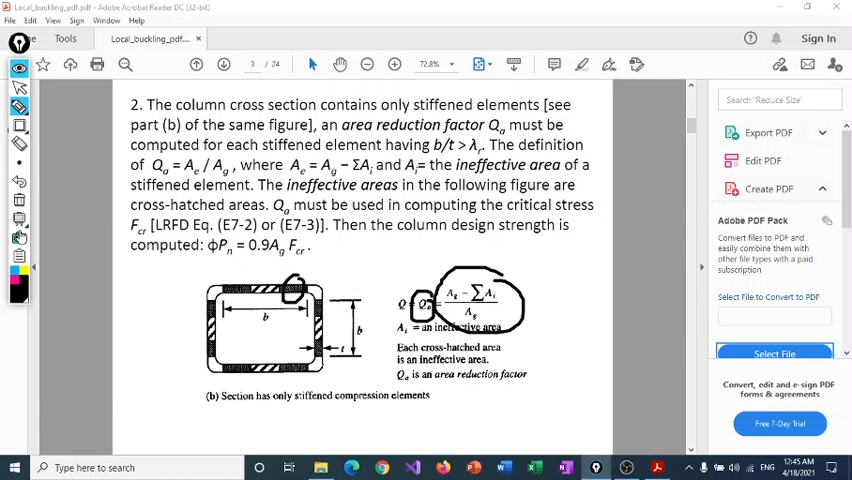 Local_buckling_pdf.pdf - Adobe Acrobat Reader DC (32-bit)
File Edit View Sign Window Help
Tools
Local_buckling_pdf... ×
Sign In
3 / 24
72.8%
2. The column cross section contains only stiffened elements [see
part (b) of the same figure], an area reduction factor Qa must be
computed for each stiffened element having b/t > λr. The definition
of Qa = Ae / Ag, where Ae = Ag − ΣAi and Ai= the ineffective area of a
stiffened element. The ineffective areas in the following figure are
cross-hatched areas. Qa must be used in computing the critical stress
Fcr [LRFD Eq. (E7-2) or (E7-3)]. Then the column design strength is
computed: ϕPn = 0.9Ag Fcr .
b
b
t
Q = Qa = Ag − ∑Ai
Ag
Ai = an ineffective area
Each cross-hatched area
is an ineffective area.
Qa is an area reduction factor
(b) Section has only stiffened compression elements
Search 'Reduce Size'
Export PDF
Edit PDF
Create PDF
Adobe PDF Pack
Convert files to PDF and
easily combine them with
other file types with a paid
subscription
Select File to Convert to PDF
Select File
Convert, edit and e-sign PDF
forms & agreements
Free 7-Day Trial
Type here to search
ENG
12:45 AM
4/18/2021